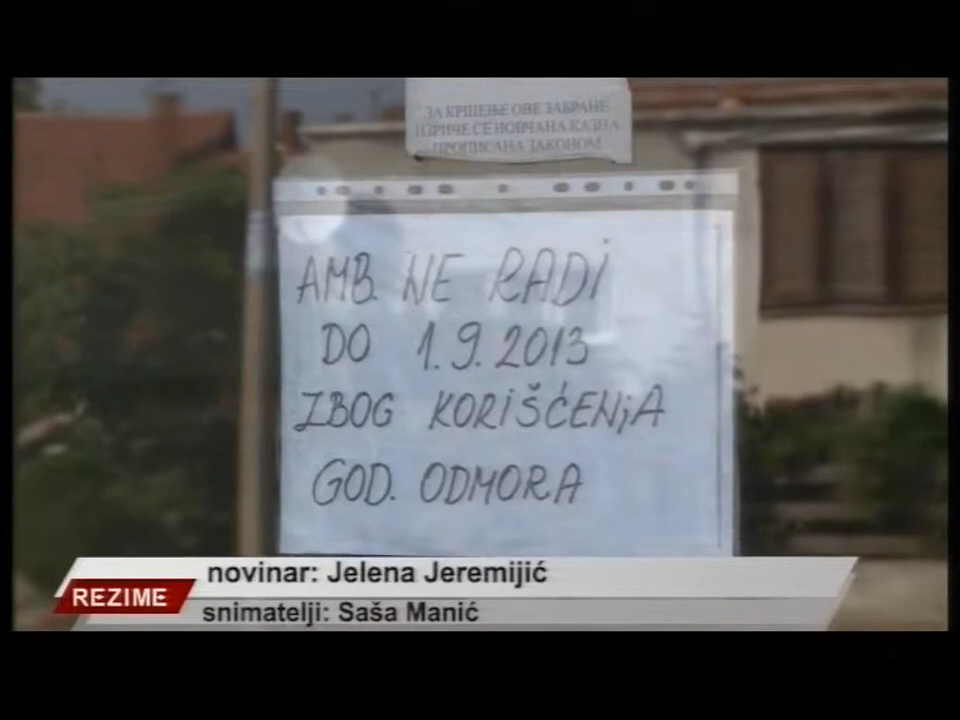 ЗА КРШЕЊЕ ОВЕ ЗАБРАНЕ
ИЗРИЧЕ СЕ НОВЧАНА КАЗНА
ПРОПИСАНА ЗАКОНОМ
AMB. NE RADI
DO 1.9.2013
ZBOG KORIŠĆENJA
GOD. ODMORA
novinar: Jelena Jeremijić
REZIME
snimatelji: Saša Manić